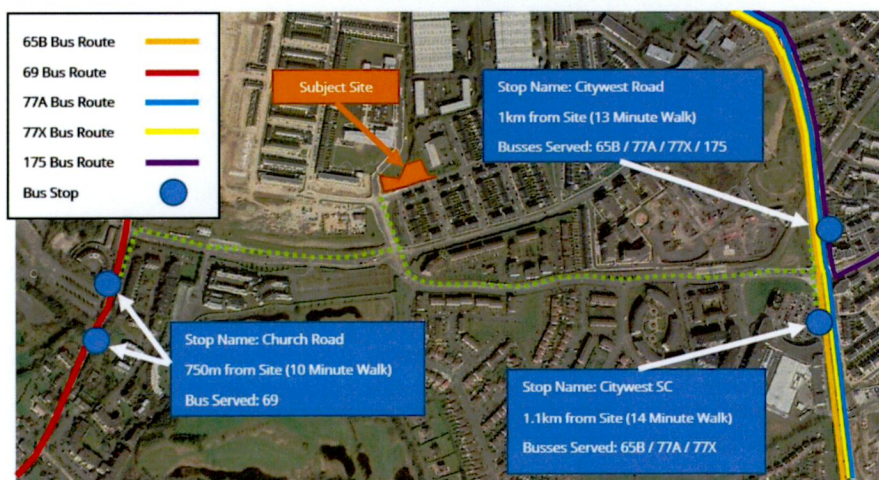 65B Bus Route
69 Bus Route
77A Bus Route
77X Bus Route
175 Bus Route
Bus Stop
Subject Site
Stop Name: Citywest Road
1km from Site (13 Minute Walk)
Busses Served: 65B / 77A / 77X / 175
Stop Name: Church Road
750m from Site (10 Minute Walk)
Bus Served: 69
Stop Name: Citywest SC
1.1km from Site (14 Minute Walk)
Busses Served: 65B / 77A / 77X